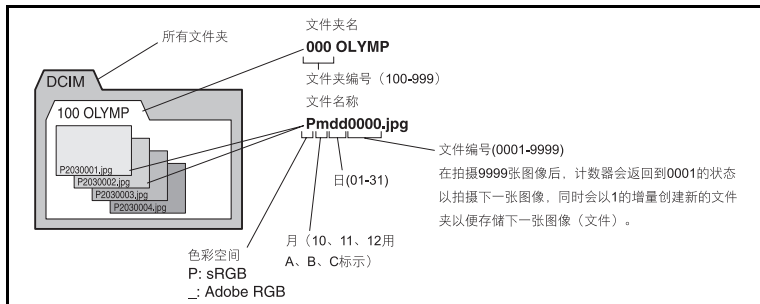 文件夹名
所有文件夹
000 OLYMP
文件夹编号（100-999）
DCIM
100 OLYMP
文件名称
Pmdd0000.jpg
P2030001.jpg
P2030002.jpg
P2030003.jpg
P2030004.jpg
日(01-31)
文件编号(0001-9999)
在拍摄9999张图像后，计数器会返回到0001的状态
以拍摄下一张图像，同时会以1的增量创建新的文件
夹以便存储下一张图像（文件）。
月（10、11、12用
A、B、C标示）
色彩空间
P: sRGB
_: Adobe RGB